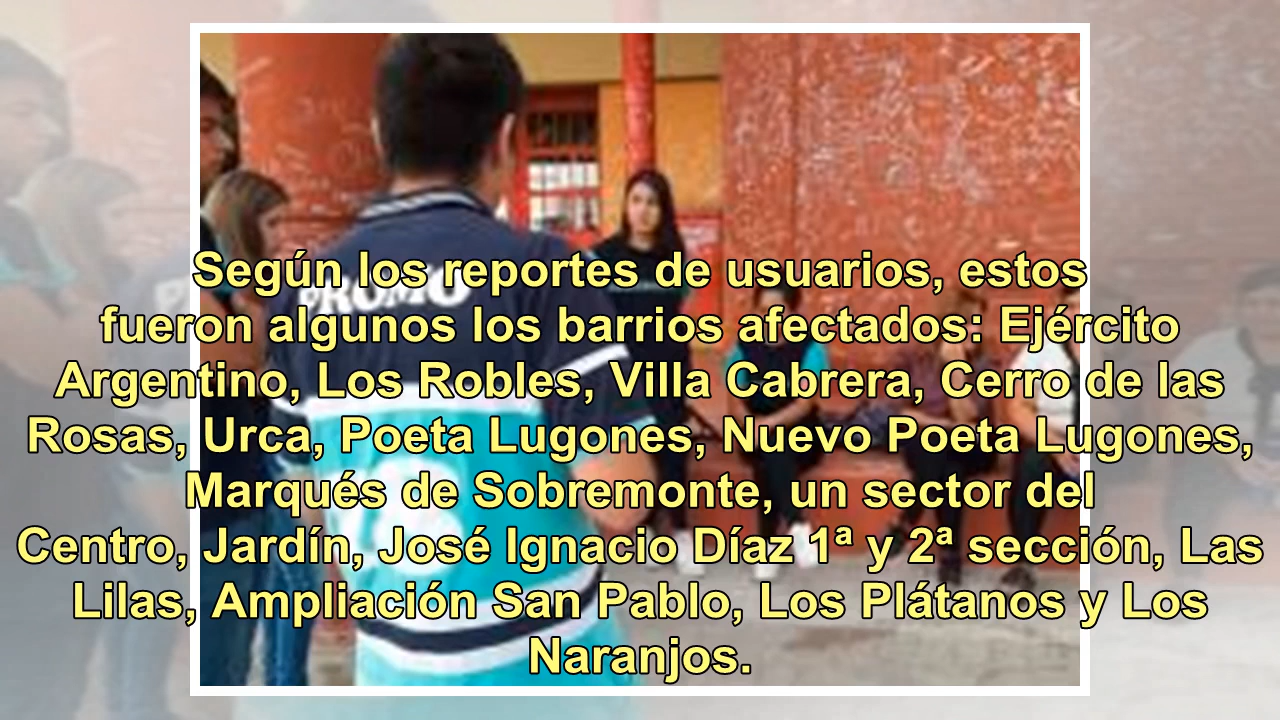 Según los reportes de usuarios, estos
fueron algunos los barrios afectados: Ejército
Argentino, Los Robles, Villa Cabrera, Cerro de las
Rosas, Urca, Poeta Lugones, Nuevo Poeta Lugones,
Marqués de Sobremonte, un sector del
Centro, Jardín, José Ignacio Díaz 1ª y 2ª sección, Las
Lilas, Ampliación San Pablo, Los Plátanos y Los
Naranjos.
PROMO